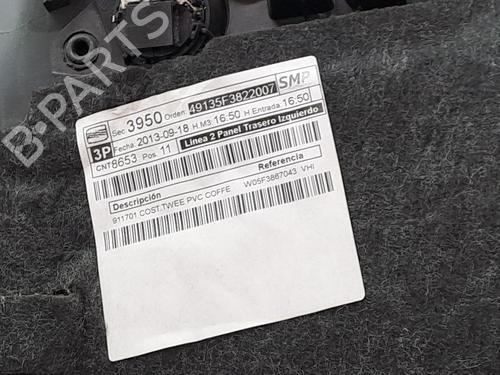 Sec 3950 Orden. 49135F3822007 SMP
3P Fecha. 2013-09-18 H.M3: 16:50 H Entrada 16:50
CNT 8653 Pos. 11 Linea 2 Panel Trasero Izquierdo
Descripción Referencia
911701 COST.TWEE PVC COFFE W05F3867043 VHI
B-PARTS